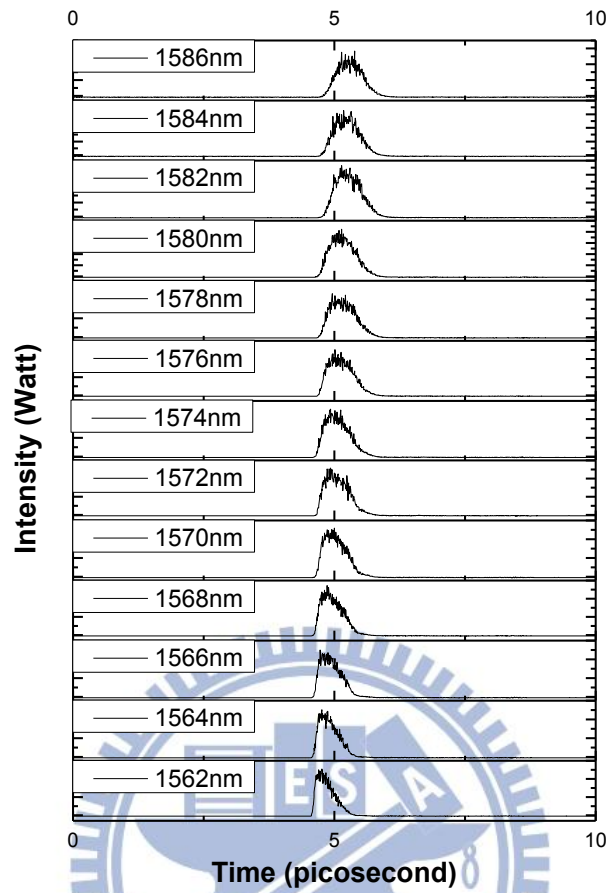 0 5 10
1586nm
1584nm
1582nm
1580nm
1578nm
1576nm
1574nm
1572nm
1570nm
1568nm
1566nm
1564nm
1562nm
Intensity (Watt)
E S A
8
0 5 10
Time (picosecond)